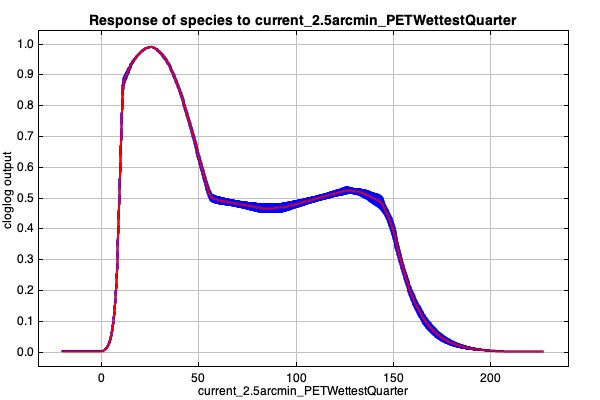 Response of species to current_2.5arcmin_PETWettestQuarter
cloglog output
1.0
0.9
0.8
0.7
0.6
0.5
0.4
0.3
0.2
0.1
0.0
0 50 100 150 200
current_2.5arcmin_PETWettestQuarter